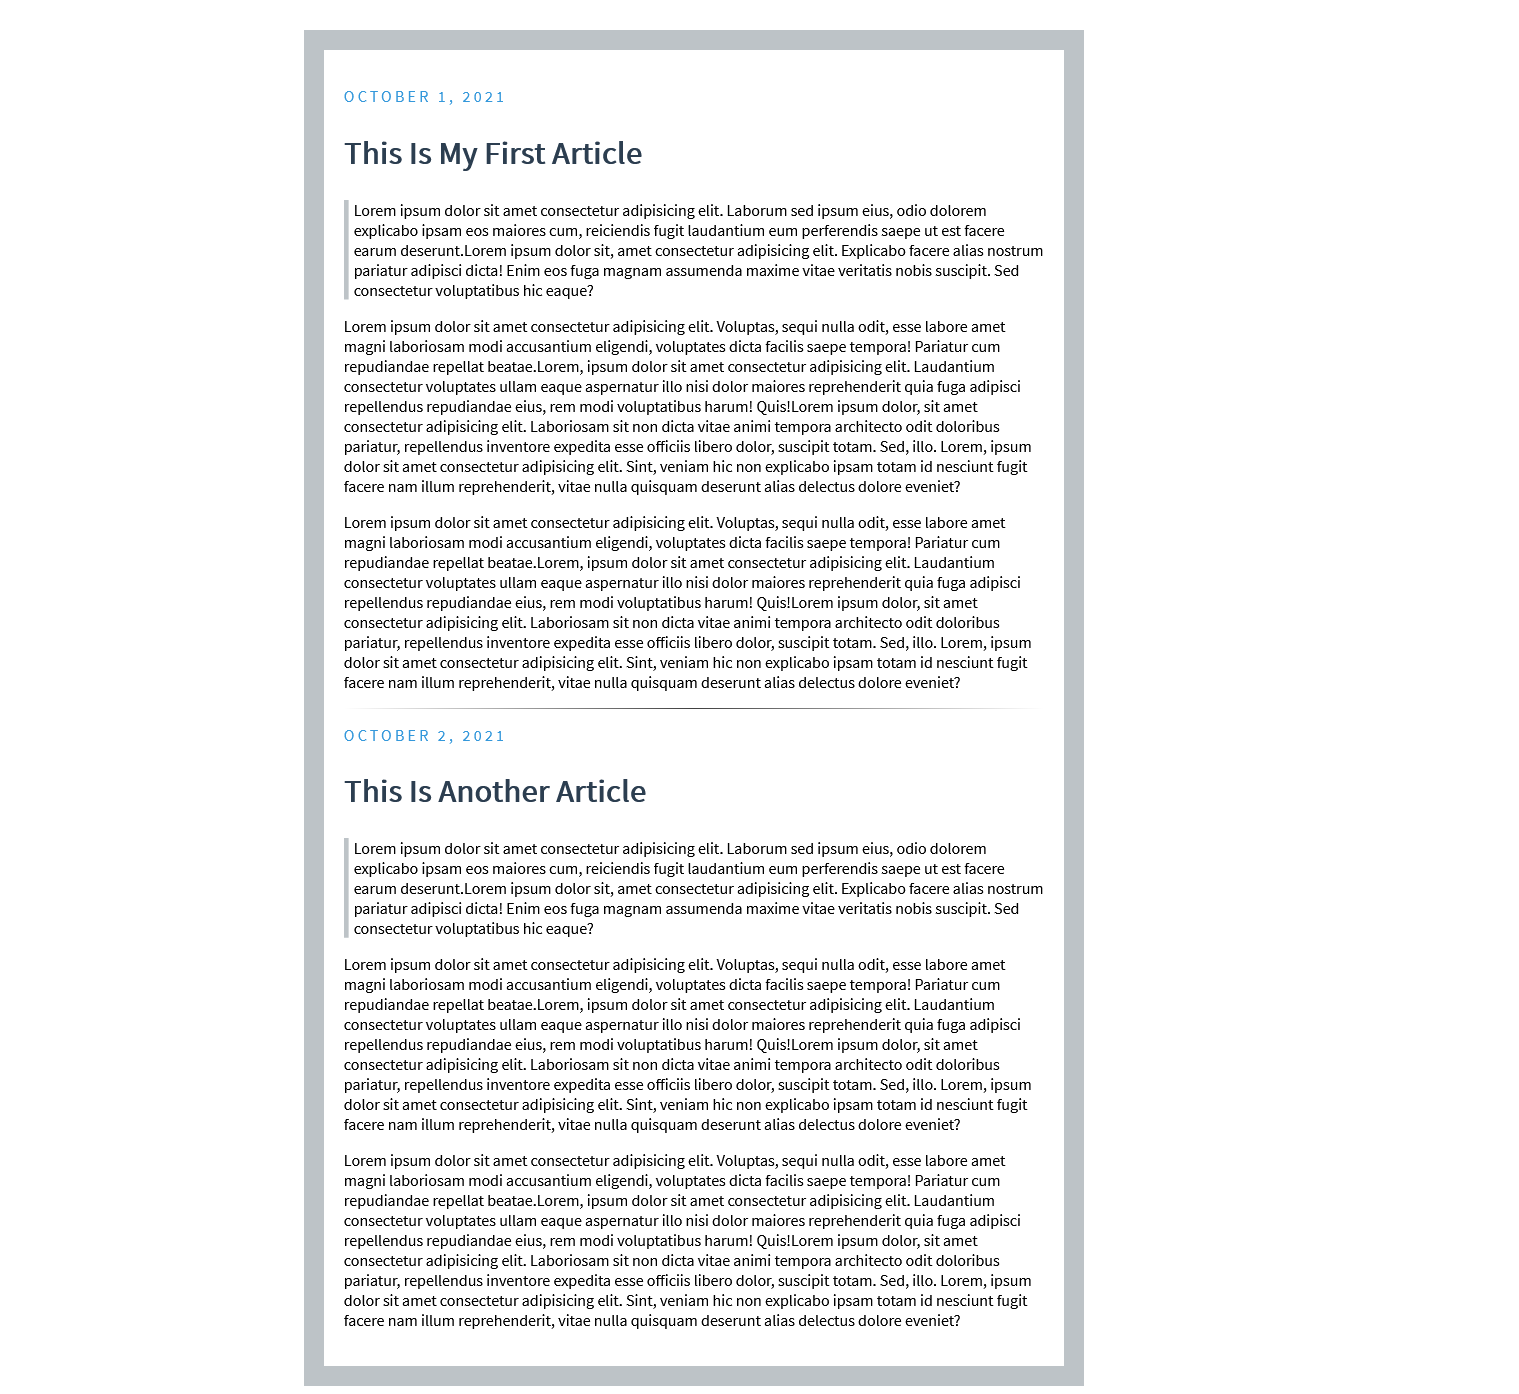 OCTOBER 1, 2021
This Is My First Article
Lorem ipsum dolor sit amet consectetur adipisicing elit. Laborum sed ipsum eius, odio dolorem
explicabo ipsam eos maiores cum, reiciendis fugit laudantium eum perferendis saepe ut est facere
earum deserunt.Lorem ipsum dolor sit, amet consectetur adipisicing elit. Explicabo facere alias nostrum
pariatur adipisci dicta! Enim eos fuga magnam assumenda maxime vitae veritatis nobis suscipit. Sed
consectetur voluptatibus hic eaque?
Lorem ipsum dolor sit amet consectetur adipisicing elit. Voluptas, sequi nulla odit, esse labore amet
magni laboriosam modi accusantium eligendi, voluptates dicta facilis saepe tempora! Pariatur cum
repudiandae repellat beatae.Lorem, ipsum dolor sit amet consectetur adipisicing elit. Laudantium
consectetur voluptates ullam eaque aspernatur illo nisi dolor maiores reprehenderit quia fuga adipisci
repellendus repudiandae eius, rem modi voluptatibus harum! Quis!Lorem ipsum dolor, sit amet
consectetur adipisicing elit. Laboriosam sit non dicta vitae animi tempora architecto odit doloribus
pariatur, repellendus inventore expedita esse officiis libero dolor, suscipit totam. Sed, illo. Lorem, ipsum
dolor sit amet consectetur adipisicing elit. Sint, veniam hic non explicabo ipsam totam id nesciunt fugit
facere nam illum reprehenderit, vitae nulla quisquam deserunt alias delectus dolore eveniet?
Lorem ipsum dolor sit amet consectetur adipisicing elit. Voluptas, sequi nulla odit, esse labore amet
magni laboriosam modi accusantium eligendi, voluptates dicta facilis saepe tempora! Pariatur cum
repudiandae repellat beatae.Lorem, ipsum dolor sit amet consectetur adipisicing elit. Laudantium
consectetur voluptates ullam eaque aspernatur illo nisi dolor maiores reprehenderit quia fuga adipisci
repellendus repudiandae eius, rem modi voluptatibus harum! Quis!Lorem ipsum dolor, sit amet
consectetur adipisicing elit. Laboriosam sit non dicta vitae animi tempora architecto odit doloribus
pariatur, repellendus inventore expedita esse officiis libero dolor, suscipit totam. Sed, illo. Lorem, ipsum
dolor sit amet consectetur adipisicing elit. Sint, veniam hic non explicabo ipsam totam id nesciunt fugit
facere nam illum reprehenderit, vitae nulla quisquam deserunt alias delectus dolore eveniet?
OCTOBER 2, 2021
This Is Another Article
Lorem ipsum dolor sit amet consectetur adipisicing elit. Laborum sed ipsum eius, odio dolorem
explicabo ipsam eos maiores cum, reiciendis fugit laudantium eum perferendis saepe ut est facere
earum deserunt.Lorem ipsum dolor sit, amet consectetur adipisicing elit. Explicabo facere alias nostrum
pariatur adipisci dicta! Enim eos fuga magnam assumenda maxime vitae veritatis nobis suscipit. Sed
consectetur voluptatibus hic eaque?
Lorem ipsum dolor sit amet consectetur adipisicing elit. Voluptas, sequi nulla odit, esse labore amet
magni laboriosam modi accusantium eligendi, voluptates dicta facilis saepe tempora! Pariatur cum
repudiandae repellat beatae.Lorem, ipsum dolor sit amet consectetur adipisicing elit. Laudantium
consectetur voluptates ullam eaque aspernatur illo nisi dolor maiores reprehenderit quia fuga adipisci
repellendus repudiandae eius, rem modi voluptatibus harum! Quis!Lorem ipsum dolor, sit amet
consectetur adipisicing elit. Laboriosam sit non dicta vitae animi tempora architecto odit doloribus
pariatur, repellendus inventore expedita esse officiis libero dolor, suscipit totam. Sed, illo. Lorem, ipsum
dolor sit amet consectetur adipisicing elit. Sint, veniam hic non explicabo ipsam totam id nesciunt fugit
facere nam illum reprehenderit, vitae nulla quisquam deserunt alias delectus dolore eveniet?
Lorem ipsum dolor sit amet consectetur adipisicing elit. Voluptas, sequi nulla odit, esse labore amet
magni laboriosam modi accusantium eligendi, voluptates dicta facilis saepe tempora! Pariatur cum
repudiandae repellat beatae.Lorem, ipsum dolor sit amet consectetur adipisicing elit. Laudantium
consectetur voluptates ullam eaque aspernatur illo nisi dolor maiores reprehenderit quia fuga adipisci
repellendus repudiandae eius, rem modi voluptatibus harum! Quis!Lorem ipsum dolor, sit amet
consectetur adipisicing elit. Laboriosam sit non dicta vitae animi tempora architecto odit doloribus
pariatur, repellendus inventore expedita esse officiis libero dolor, suscipit totam. Sed, illo. Lorem, ipsum
dolor sit amet consectetur adipisicing elit. Sint, veniam hic non explicabo ipsam totam id nesciunt fugit
facere nam illum reprehenderit, vitae nulla quisquam deserunt alias delectus dolore eveniet?